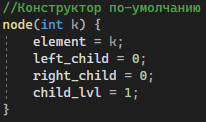 //Конструктор по-умолчанию
node(int k) {
element = k;
left_child = 0;
right_child = 0;
child_lvl = 1;
}